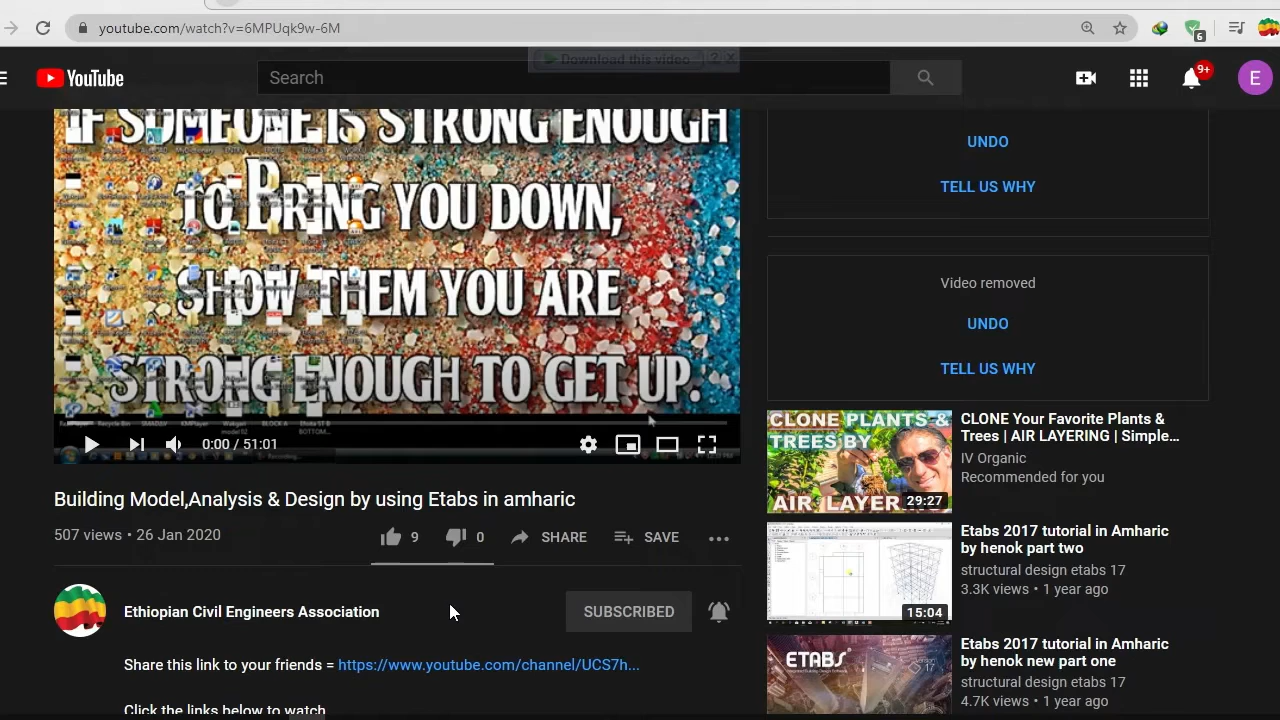 youtube.com/watch?v=6MPUqk9w-6M
6
Download this video
? X
YouTube
Search
9+
E
IF SOMEONE IS STRONG ENOUGH
TO BRING YOU DOWN,
SHOW THEM YOU ARE
STRONG ENOUGH TO GET UP.
0:00 / 51:01
Building Model,Analysis & Design by using Etabs in amharic
507 views • 26 Jan 2020
9
0
SHARE
SAVE
Ethiopian Civil Engineers Association
SUBSCRIBED
Share this link to your friends = https://www.youtube.com/channel/UCS7h...
Click the links below to watch
UNDO
TELL US WHY
Video removed
UNDO
TELL US WHY
CLONE PLANTS &
TREES BY
AIR LAYER
29:27
CLONE Your Favorite Plants &
Trees | AIR LAYERING | Simple...
IV Organic
Recommended for you
15:04
Etabs 2017 tutorial in Amharic
by henok part two
structural design etabs 17
3.3K views • 1 year ago
ETABS
17
Etabs 2017 tutorial in Amharic
by henok new part one
structural design etabs 17
4.7K views • 1 year ago